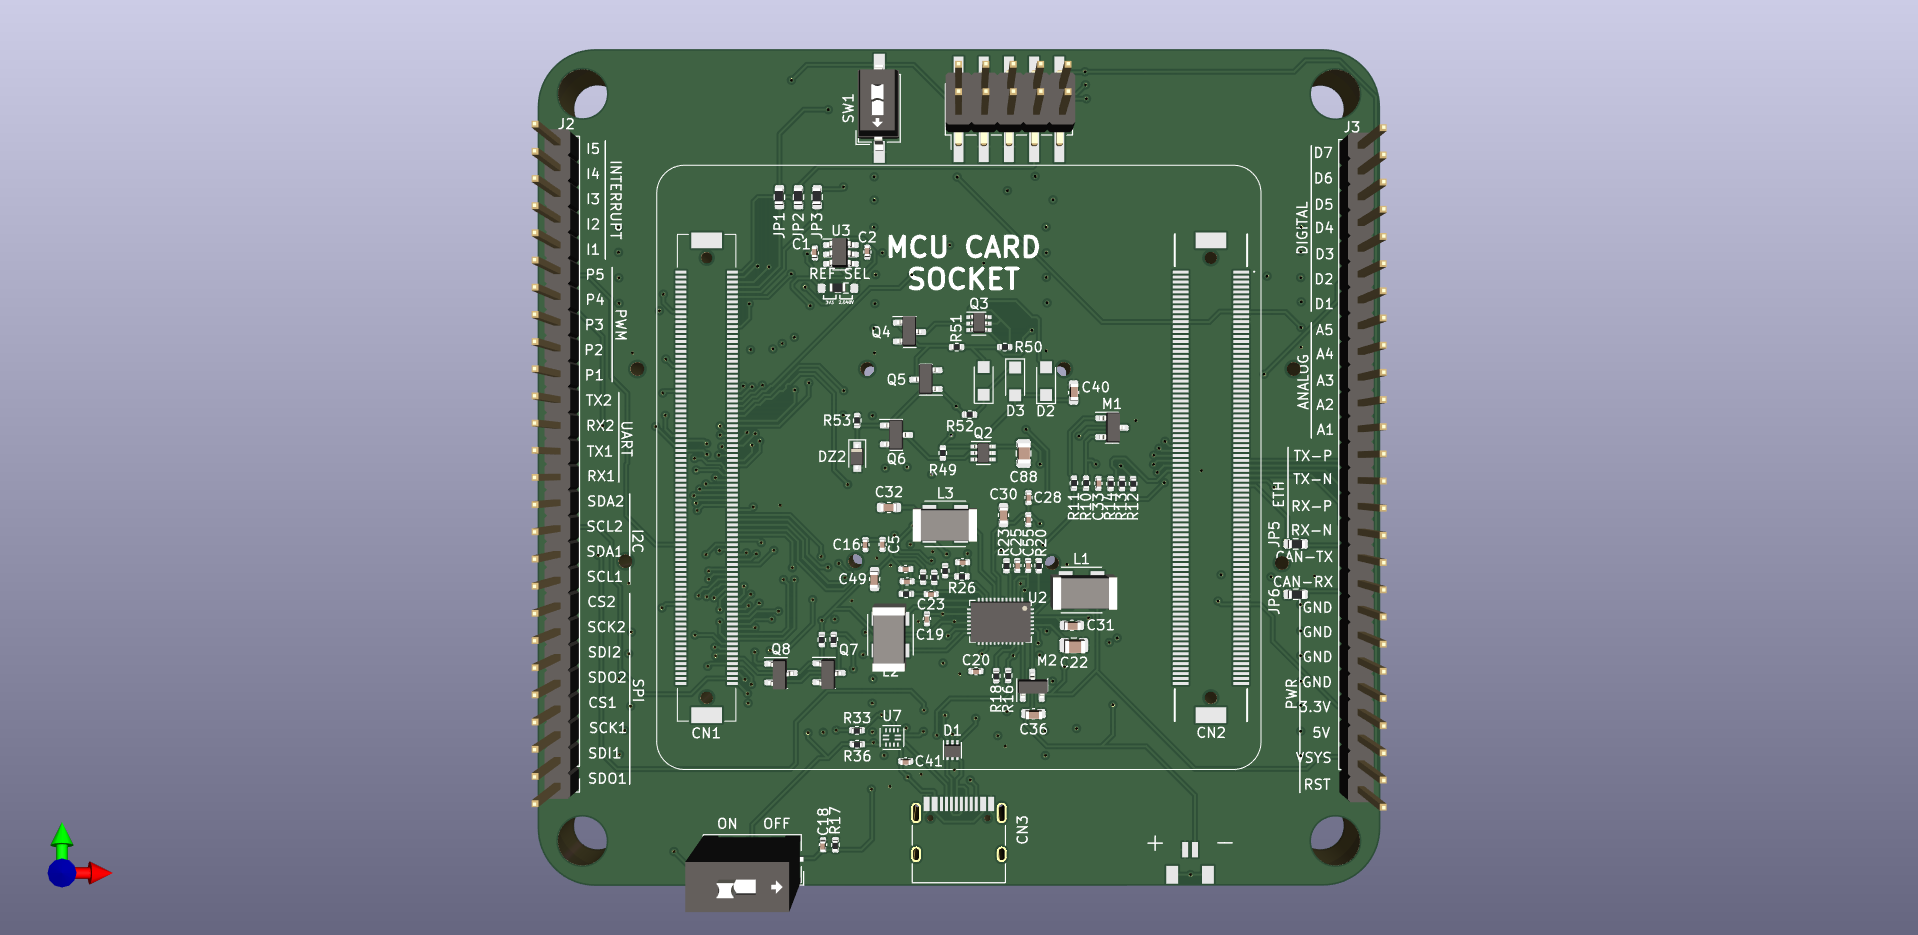 SW1
J2
J3
I5
I4
I3
I2
I1
INTERRUPT
P5
P4
P3
P2
P1
PWM
TX2
RX2
TX1
RX1
UART
SDA2
SCL2
SDA1
SCL1
I2C
CS2
SCK2
SDI2
SDO2
CS1
SCK1
SDI1
SDO1
SPI
JP1
JP2
JP3
C1
U3
C2
REF SEL
MCU CARD
SOCKET
Q3
Q4
R51
R50
Q5
D3
D2
C40
M1
R53
R52
Q2
DZ2
Q6
R49
C88
C32
L3
C30
C28
R11
R10
C33
R14
R13
R12
C16
C5
R23
C25
C55
R20
L1
C49
R26
C23
U2
C19
C31
C22
Q8
Q7
L2
C20
M2
R18
R16
C36
R33
U7
D1
R36
C41
CN1
CN2
CN3
C18
R17
ON OFF
+ −
D7
D6
D5
D4
D3
D2
D1
DIGITAL
A5
A4
A3
A2
A1
ANALOG
TX-P
TX-N
RX-P
RX-N
ETH
JP5
CAN-TX
CAN-RX
JP6
GND
GND
GND
GND
3.3V
5V
VSYS
RST
PWR